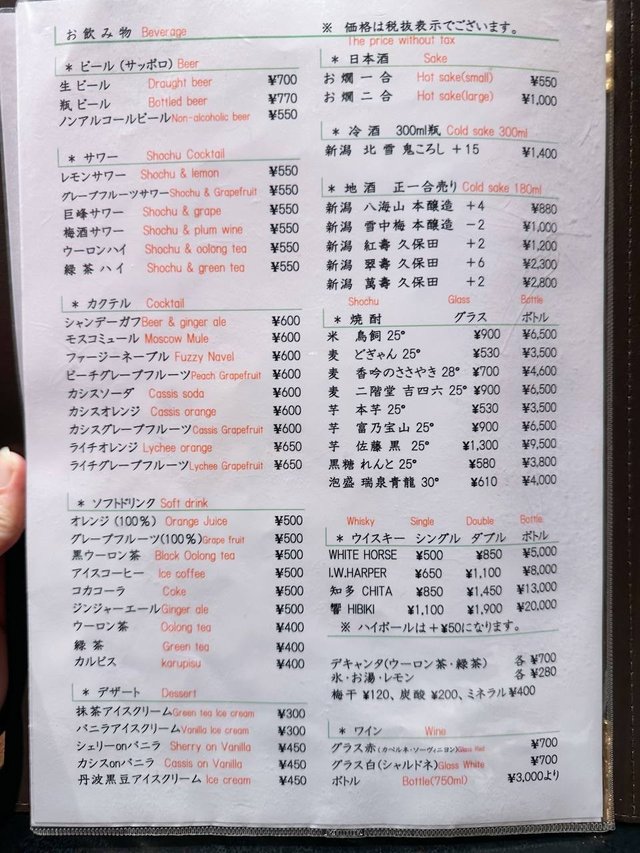 お飲み物 Beverage
＊ ビール (サッポロ) Beer
生ビール Draught beer ¥700
瓶ビール Bottled beer ¥770
ノンアルコールビール Non-alcoholic beer ¥550
＊ サワー Shochu Cocktail
レモンサワー Shochu & lemon ¥550
グレープフルーツサワー Shochu & Grapefruit ¥550
巨峰サワー Shochu & grape ¥550
梅酒サワー Shochu & plum wine ¥550
ウーロンハイ Shochu & oolong tea ¥550
緑茶ハイ Shochu & green tea ¥550
＊ カクテル Cocktail
シャンデーガフ Beer & ginger ale ¥600
モスコミュール Moscow Mule ¥600
ファージーネーブル Fuzzy Navel ¥600
ピーチグレープフルーツ Peach Grapefruit ¥600
カシスソーダ Cassis soda ¥600
カシスオレンジ Cassis orange ¥600
カシスグレープフルーツ Cassis Grapefruit ¥600
ライチオレンジ Lychee orange ¥650
ライチグレープフルーツ Lychee Grapefruit ¥650
＊ ソフトドリンク Soft drink
オレンジ (100%) Orange Juice ¥500
グレープフルーツ(100%) Grape fruit ¥500
黒ウーロン茶 Black Oolong tea ¥500
アイスコーヒー Ice coffee ¥500
コカコーラ Coke ¥500
ジンジャーエール Ginger ale ¥500
ウーロン茶 Oolong tea ¥400
緑茶 Green tea ¥400
カルピス karupisu ¥400
＊ デザート Dessert
抹茶アイスクリーム Green tea Ice cream ¥300
バニラアイスクリーム Vanilla Ice cream ¥300
シェリーonバニラ Sherry on Vanilla ¥450
カシスonバニラ Cassis on Vanilla ¥450
丹波黒豆アイスクリーム Ice cream ¥450
※ 価格は税抜表示でございます。
The price without tax
＊ 日本酒 Sake
お燗一合 Hot sake(small) ¥550
お燗二合 Hot sake(large) ¥1,000
＊ 冷酒 300ml瓶 Cold sake 300ml
新潟 北雪 鬼ころし ＋15 ¥1,400
＊ 地酒 正一合売り Cold sake 180ml
新潟 八海山 本醸造 ＋4 ¥880
新潟 雪中梅 本醸造 －2 ¥1,000
新潟 紅壽 久保田 ＋2 ¥1,200
新潟 翠壽 久保田 ＋6 ¥2,300
新潟 萬壽 久保田 ＋2 ¥2,800
Shochu Glass Bottle
＊ 焼酎 グラス ボトル
米 鳥飼 25° ¥900 ¥6,500
麦 どぎゃん 25° ¥530 ¥3,500
麦 香吟のささやき 28° ¥700 ¥4,600
麦 二階堂 吉四六 25° ¥900 ¥6,500
芋 本芋 25° ¥530 ¥3,500
芋 富乃宝山 25° ¥900 ¥6,500
芋 佐藤 黒 25° ¥1,300 ¥9,500
黒糖 れんと 25° ¥580 ¥3,800
泡盛 瑞泉青龍 30° ¥610 ¥4,000
Whisky Single Double Bottle
＊ ウイスキー シングル ダブル ボトル
WHITE HORSE ¥500 ¥850 ¥5,000
I.W.HARPER ¥650 ¥1,100 ¥8,000
知多 CHITA ¥850 ¥1,450 ¥13,000
響 HIBIKI ¥1,100 ¥1,900 ¥20,000
※ ハイボールは＋¥50になります。
デキャンタ(ウーロン茶・緑茶) 各 ¥700
氷・お湯・レモン 各 ¥280
梅干 ¥120、炭酸 ¥200、ミネラル ¥400
＊ ワイン Wine
グラス赤(カベルネ・ソーヴィニヨン) Glass Red ¥700
グラス白(シャルドネ) Glass White ¥700
ボトル Bottle(750ml) ¥3,000より